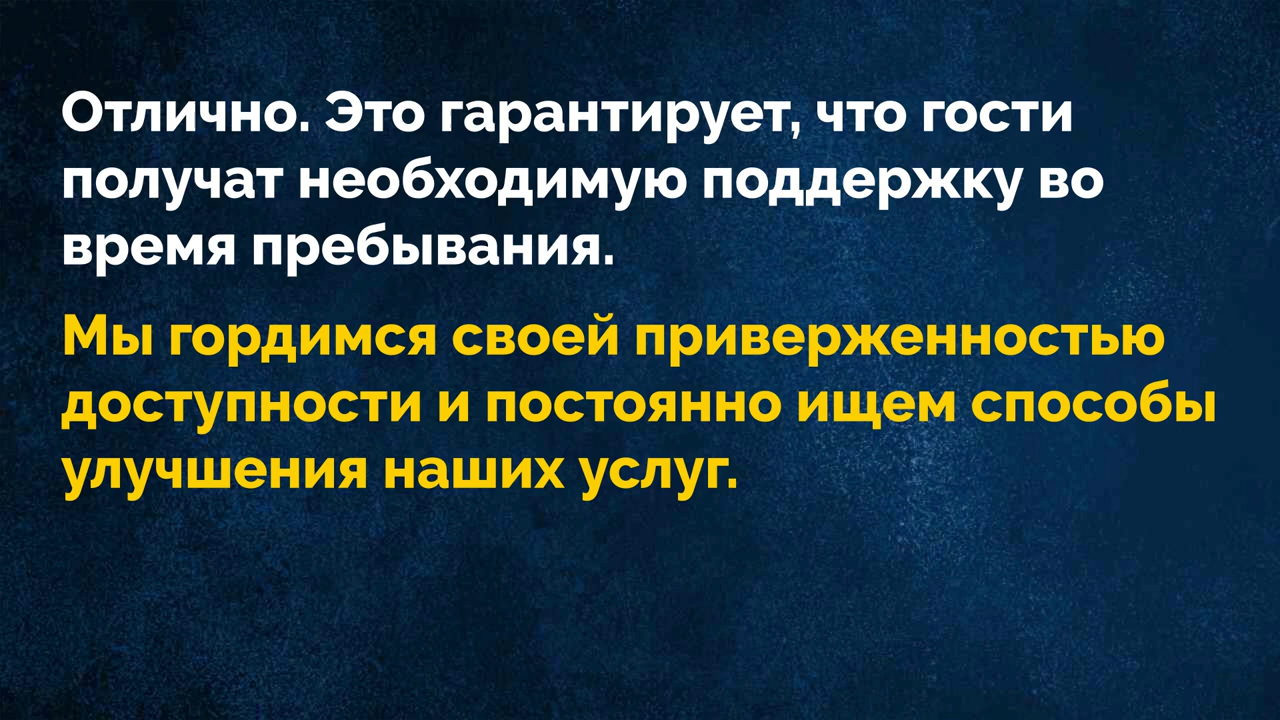 Отлично. Это гарантирует, что гости
получат необходимую поддержку во
время пребывания.
Мы гордимся своей приверженностью
доступности и постоянно ищем способы
улучшения наших услуг.